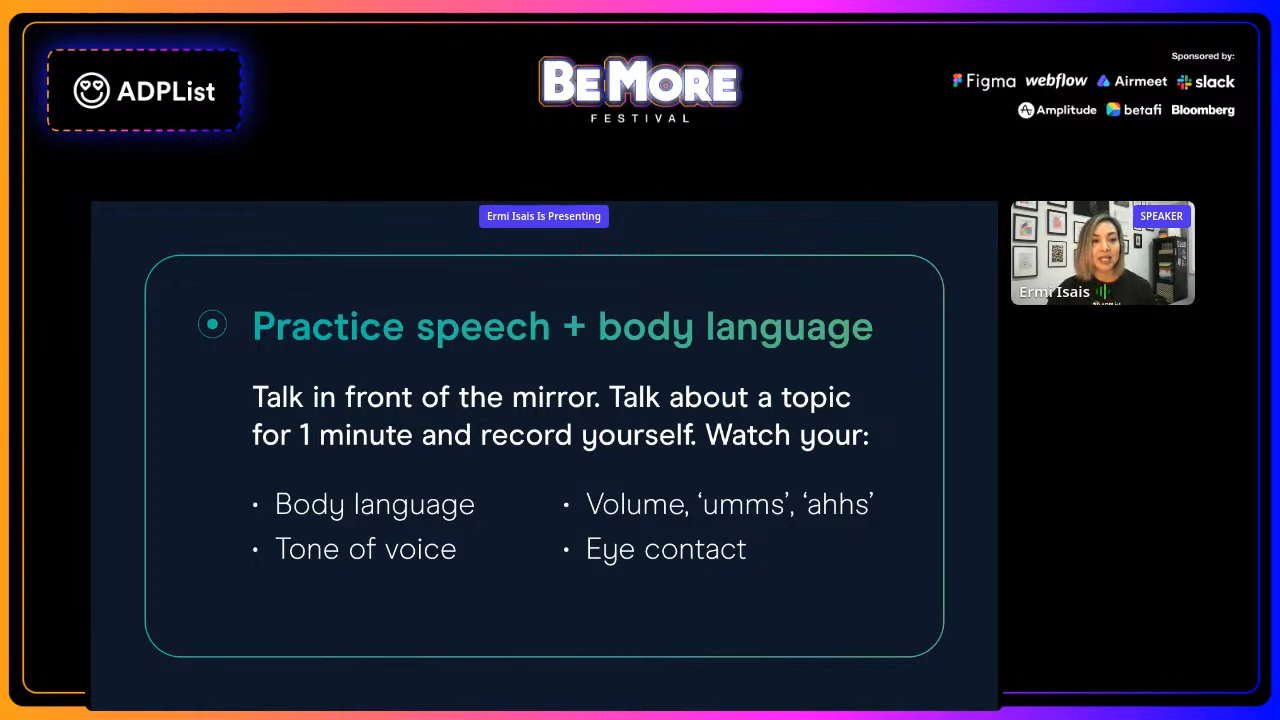 ADPList
BE MORE
FESTIVAL
Sponsored by:
Figma webflow Airmeet slack
Amplitude betafi Bloomberg
Ermi Isais Is Presenting
SPEAKER
Ermi Isais
Practice speech + body language
Talk in front of the mirror. Talk about a topic
for 1 minute and record yourself. Watch your:
• Body language
• Volume, ‘umms’, ‘ahhs’
• Tone of voice
• Eye contact